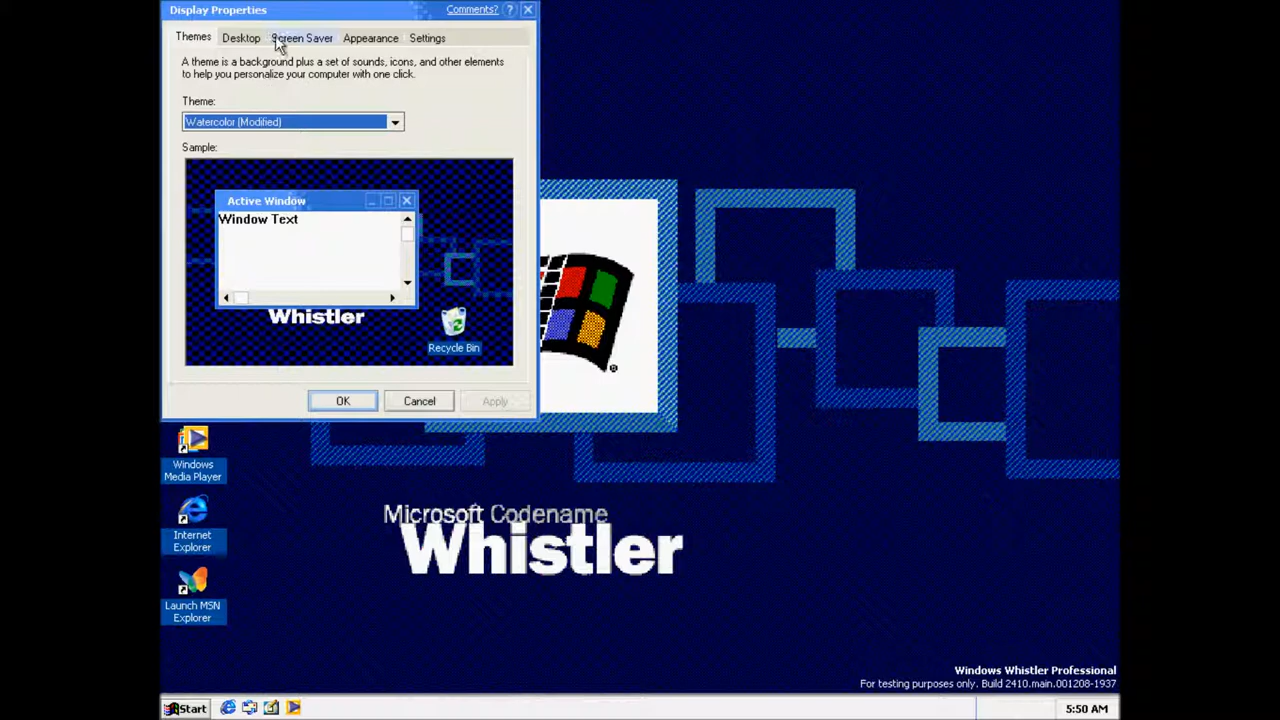 Display Properties
Comments?
Themes Desktop Screen Saver Appearance Settings
A theme is a background plus a set of sounds, icons, and other elements
to help you personalize your computer with one click.
Theme:
Watercolor (Modified)
Sample:
Active Window
Window Text
Whistler
Recycle Bin
OK Cancel Apply
®
Windows
Media Player
Internet
Explorer
Launch MSN
Explorer
Microsoft Codename
Whistler
Windows Whistler Professional
For testing purposes only. Build 2410.main.001208-1937
Start
5:50 AM